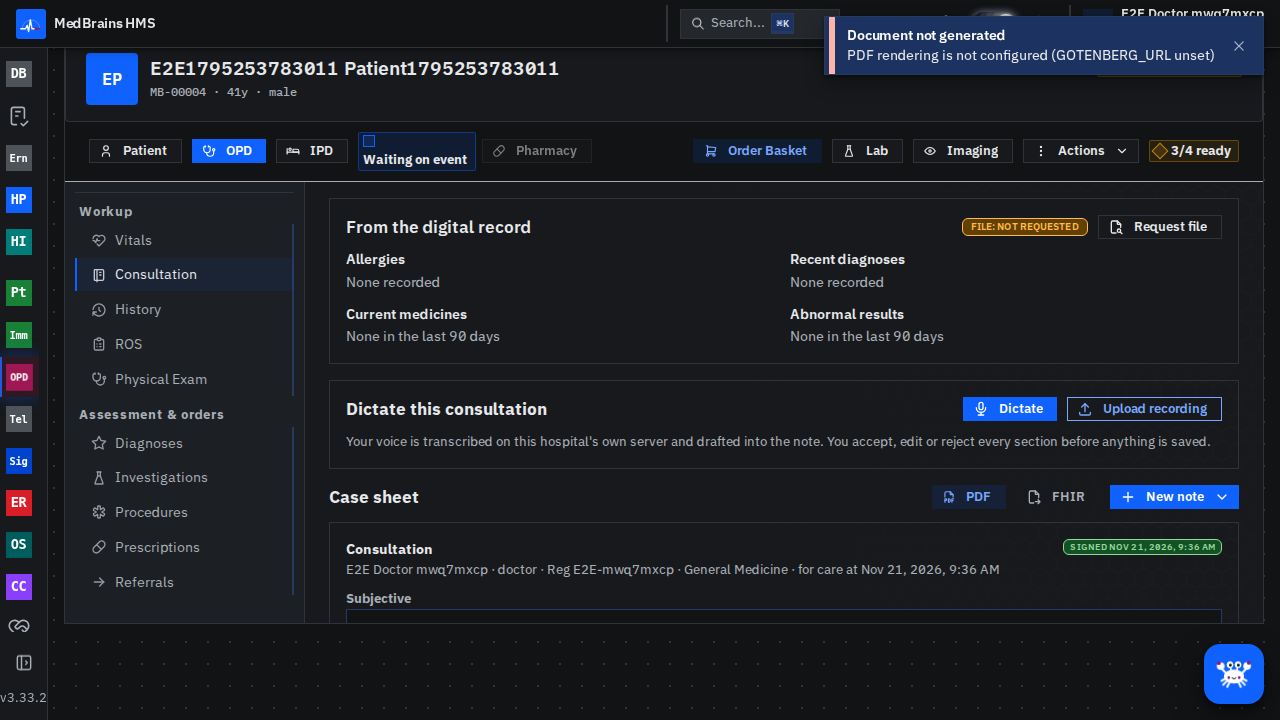 MedBrains HMS
Search...
⌘K
E2E Doctor mwq7mxcp
Document not generated
PDF rendering is not configured (GOTENBERG_URL unset)
EP
E2E1795253783011 Patient1795253783011
MB-00004 · 41y · male
Patient
OPD
IPD
Waiting on event
Pharmacy
Order Basket
Lab
Imaging
Actions
3/4 ready
DB
Ern
HP
HI
Pt
Imm
OPD
Tel
Sig
ER
OS
CC
v3.33.2
Workup
Vitals
Consultation
History
ROS
Physical Exam
Assessment & orders
Diagnoses
Investigations
Procedures
Prescriptions
Referrals
From the digital record
FILE: NOT REQUESTED
Request file
Allergies
None recorded
Recent diagnoses
None recorded
Current medicines
None in the last 90 days
Abnormal results
None in the last 90 days
Dictate this consultation
Dictate
Upload recording
Your voice is transcribed on this hospital's own server and drafted into the note. You accept, edit or reject every section before anything is saved.
Case sheet
PDF
FHIR
New note
Consultation
SIGNED NOV 21, 2026, 9:36 AM
E2E Doctor mwq7mxcp · doctor · Reg E2E-mwq7mxcp · General Medicine · for care at Nov 21, 2026, 9:36 AM
Subjective